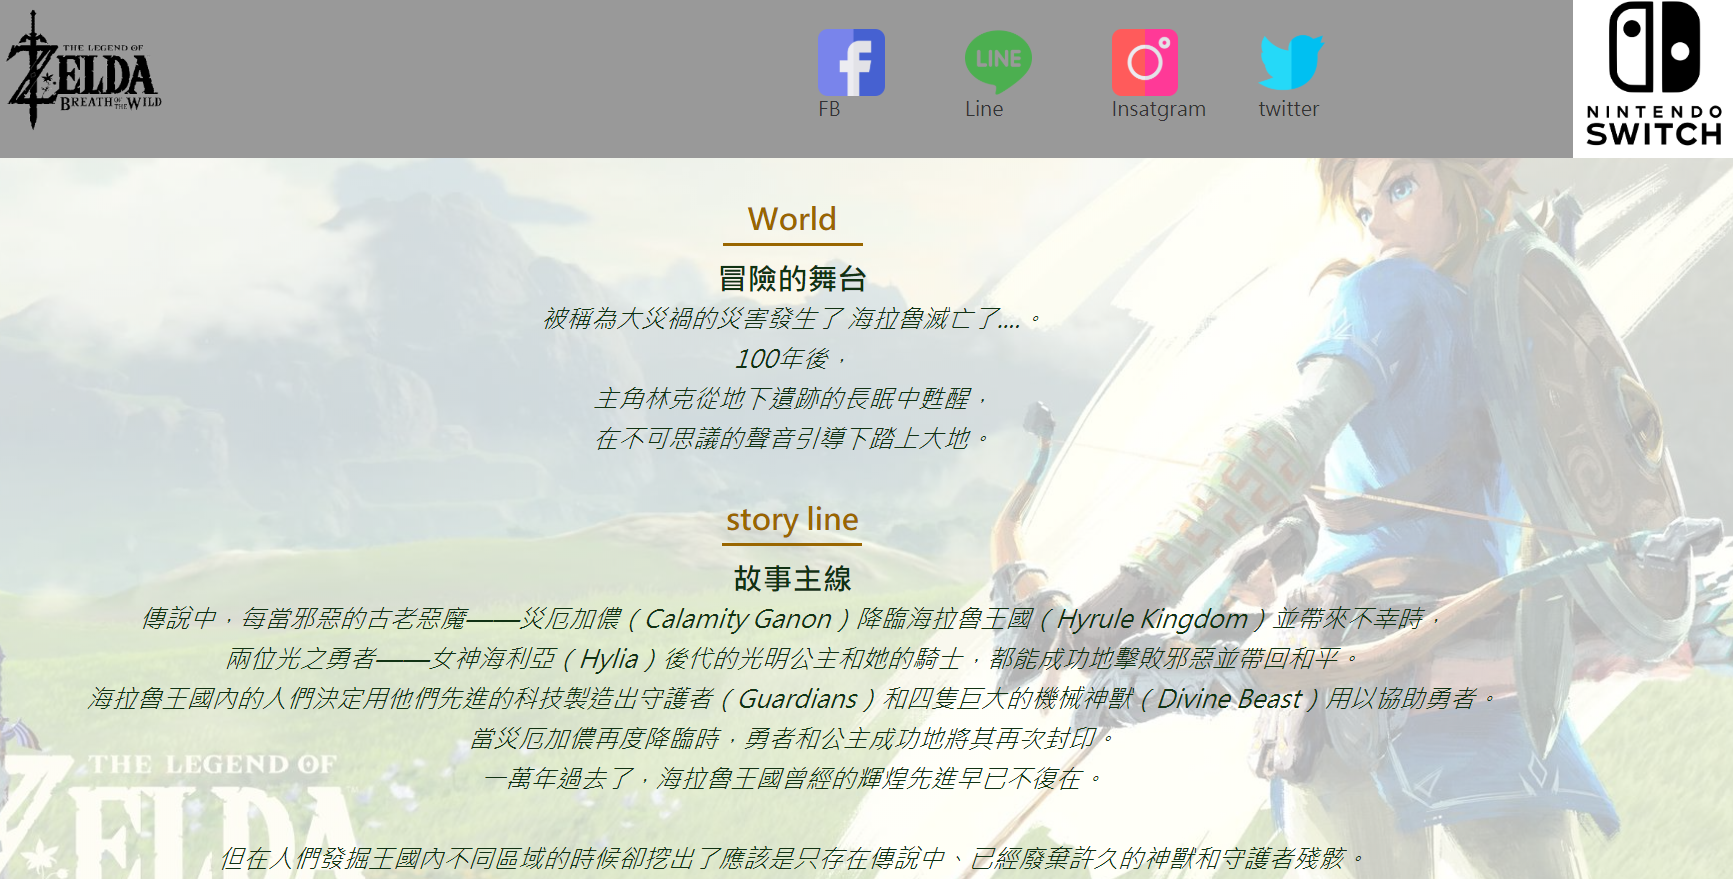 THE LEGEND OF
ZELDA
BREATH OF THE WILD
FB
Line
Insatgram
twitter
LINE
NINTENDO
SWITCH
World
冒險的舞台
被稱為大災禍的災害發生了 海拉魯滅亡了....。
100年後，
主角林克從地下遺跡的長眠中甦醒，
在不可思議的聲音引導下踏上大地。
story line
故事主線
傳說中，每當邪惡的古老惡魔——災厄加儂（Calamity Ganon）降臨海拉魯王國（Hyrule Kingdom）並帶來不幸時，
兩位光之勇者——女神海利亞（Hylia）後代的光明公主和她的騎士，都能成功地擊敗邪惡並帶回和平。
海拉魯王國內的人們決定用他們先進的科技製造出守護者（Guardians）和四隻巨大的機械神獸（Divine Beast）用以協助勇者。
當災厄加儂再度降臨時，勇者和公主成功地將其再次封印。
一萬年過去了，海拉魯王國曾經的輝煌先進早已不復在。
THE LEGEND OF
ZELDA
但在人們發掘王國內不同區域的時候卻挖出了應該是只存在傳說中、已經廢棄許久的神獸和守護者殘骸。